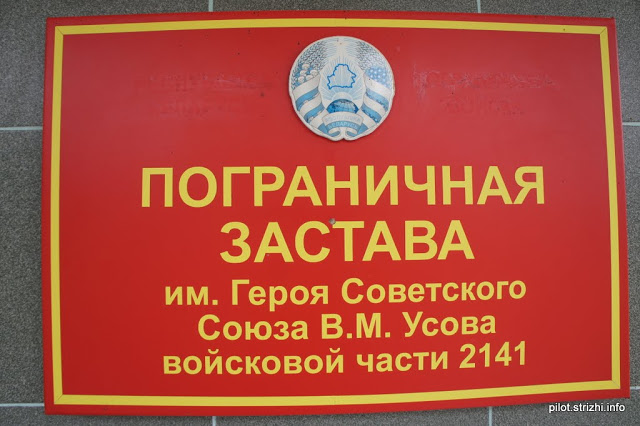 ПОГРАНИЧНАЯ
ЗАСТАВА
им. Героя Советского
Союза В.М. Усова
войсковой части 2141
pilot.strizhi.info